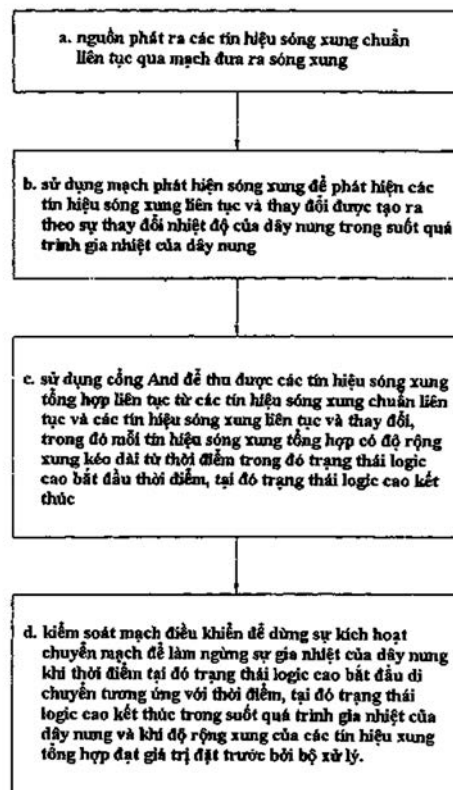 a. nguồn phát ra các tín hiệu sóng xung chuẩn
liên tục qua mạch đưa ra sóng xung
b. sử dụng mạch phát hiện sóng xung để phát hiện các
tín hiệu sóng xung liên tục và thay đổi được tạo ra
theo sự thay đổi nhiệt độ của dây nung trong suốt quá
trình gia nhiệt của dây nung
c. sử dụng cổng And để thu được các tín hiệu sóng xung
tổng hợp liên tục từ các tín hiệu sóng xung chuẩn liên
tục và các tín hiệu sóng xung liên tục và thay đổi,
trong đó mỗi tín hiệu sóng xung tổng hợp có độ rộng
xung kéo dài từ thời điểm trong đó trạng thái logic
cao bắt đầu thời điểm, tại đó trạng thái logic cao kết
thúc
d. kiểm soát mạch điều khiển để dừng sự kích hoạt
chuyển mạch để làm ngừng sự gia nhiệt của dây nung
khi thời điểm tại đó trạng thái logic cao bắt đầu di
chuyển tương ứng với thời điểm, tại đó trạng thái
logic cao kết thúc trong suốt quá trình gia nhiệt của
dây nung và khi độ rộng xung của các tín hiệu xung
tổng hợp đạt giá trị đặt trước bởi bộ xử lý.